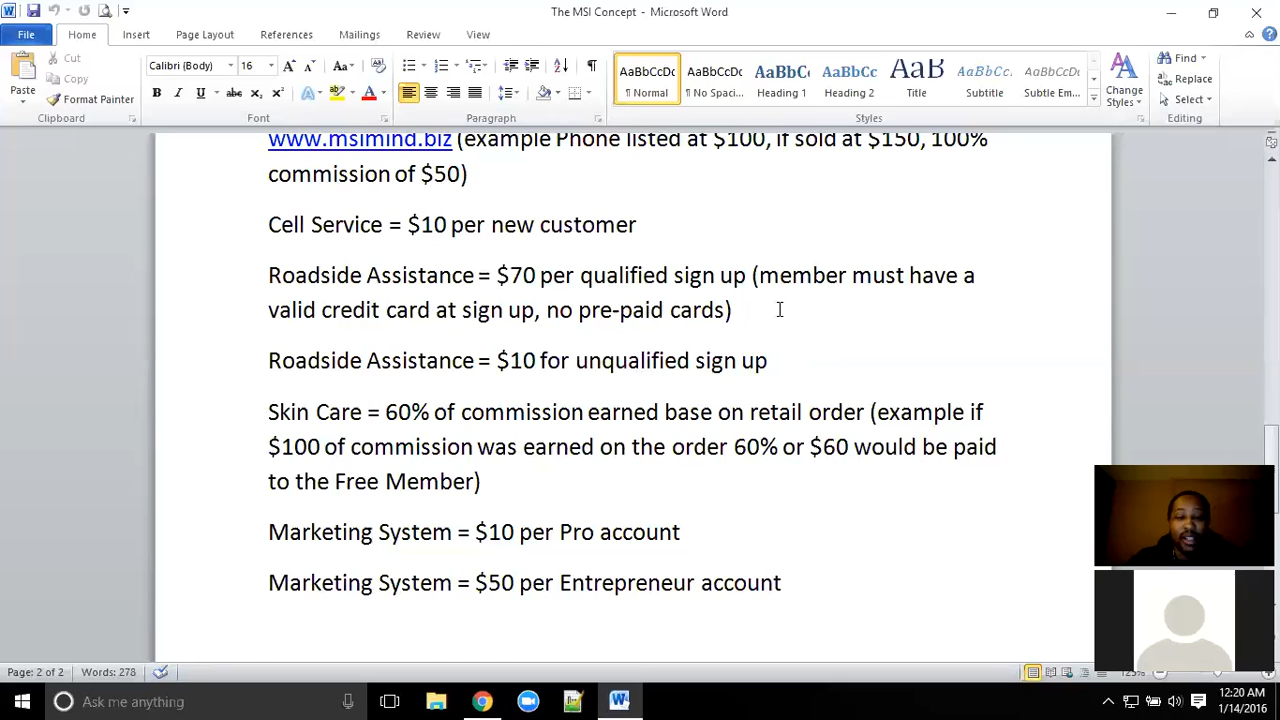 The MSI Concept - Microsoft Word
File Home Insert Page Layout References Mailings Review View
Paste
Cut
Copy
Format Painter
Clipboard
Calibri (Body) 16
Font
Paragraph
AaBbCcDc AaBbCcDc AaBbC AaBbCc AaB AaBbCcL AaBbCcDc
¶ Normal ¶ No Spaci... Heading 1 Heading 2 Title Subtitle Subtle Em...
Change Styles
Styles
Find
Replace
Select
Editing
www.msimind.biz (example Phone listed at $100, if sold at $150, 100%
commission of $50)
Cell Service = $10 per new customer
Roadside Assistance = $70 per qualified sign up (member must have a
valid credit card at sign up, no pre-paid cards)
Roadside Assistance = $10 for unqualified sign up
Skin Care = 60% of commission earned base on retail order (example if
$100 of commission was earned on the order 60% or $60 would be paid
to the Free Member)
Marketing System = $10 per Pro account
Marketing System = $50 per Entrepreneur account
Page: 2 of 2 Words: 278
Ask me anything
12:20 AM
1/14/2016